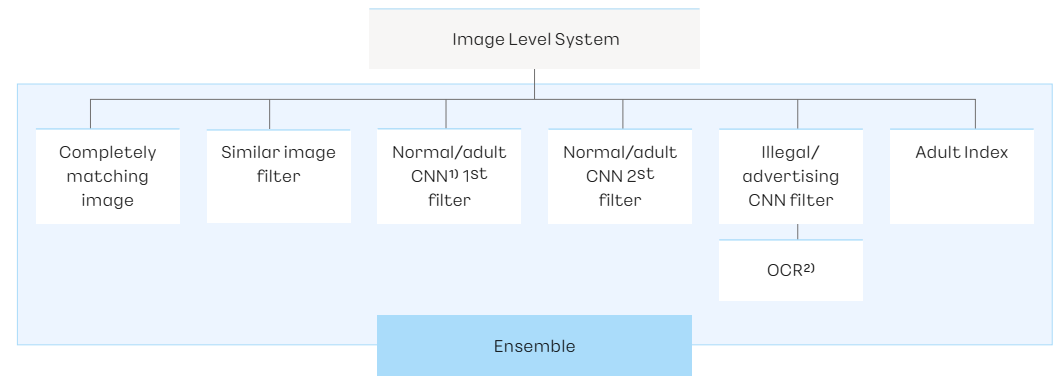 Image Level System
Completely
matching
image
Similar image
filter
Normal/adult
CNN¹⁾ 1st
filter
Normal/adult
CNN 2st
filter
Illegal/
advertising
CNN filter
Adult Index
OCR²⁾
Ensemble